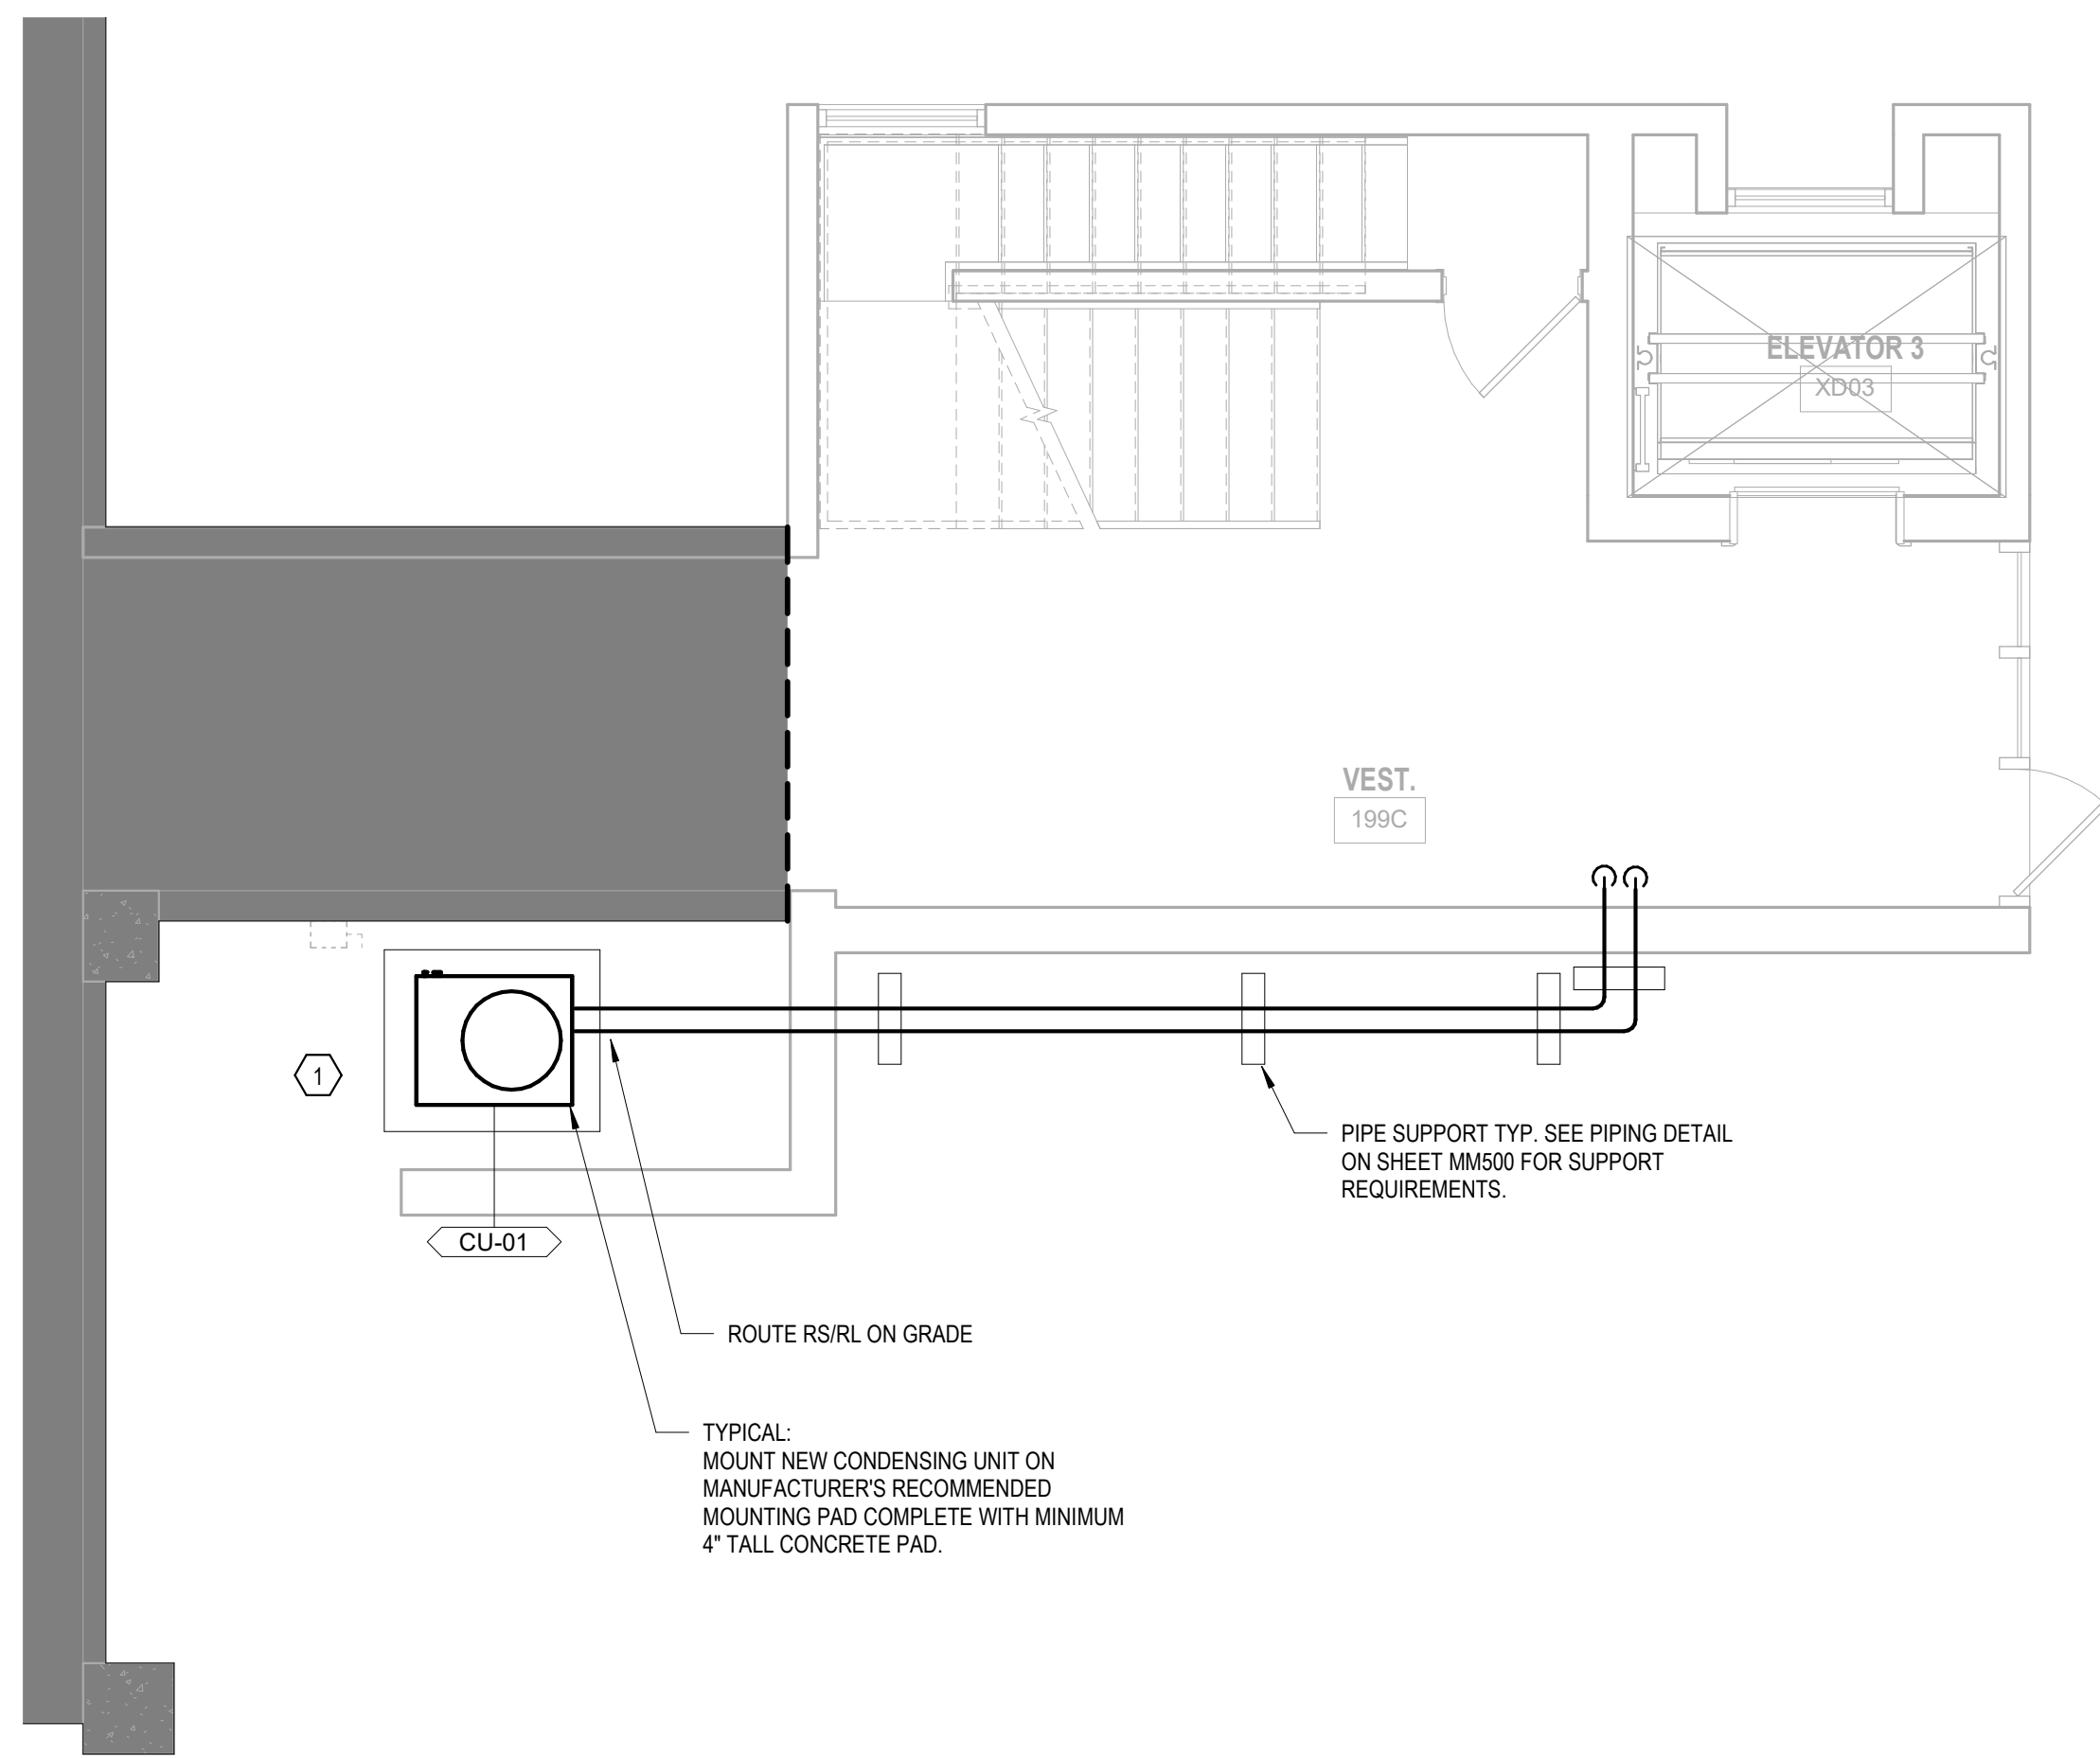 ELEVATOR 3
XD03
VEST.
199C
1
PIPE SUPPORT TYP. SEE PIPING DETAIL
ON SHEET MM500 FOR SUPPORT
REQUIREMENTS.
CU-01
ROUTE RS/RL ON GRADE
TYPICAL:
MOUNT NEW CONDENSING UNIT ON
MANUFACTURER'S RECOMMENDED
MOUNTING PAD COMPLETE WITH MINIMUM
4" TALL CONCRETE PAD.